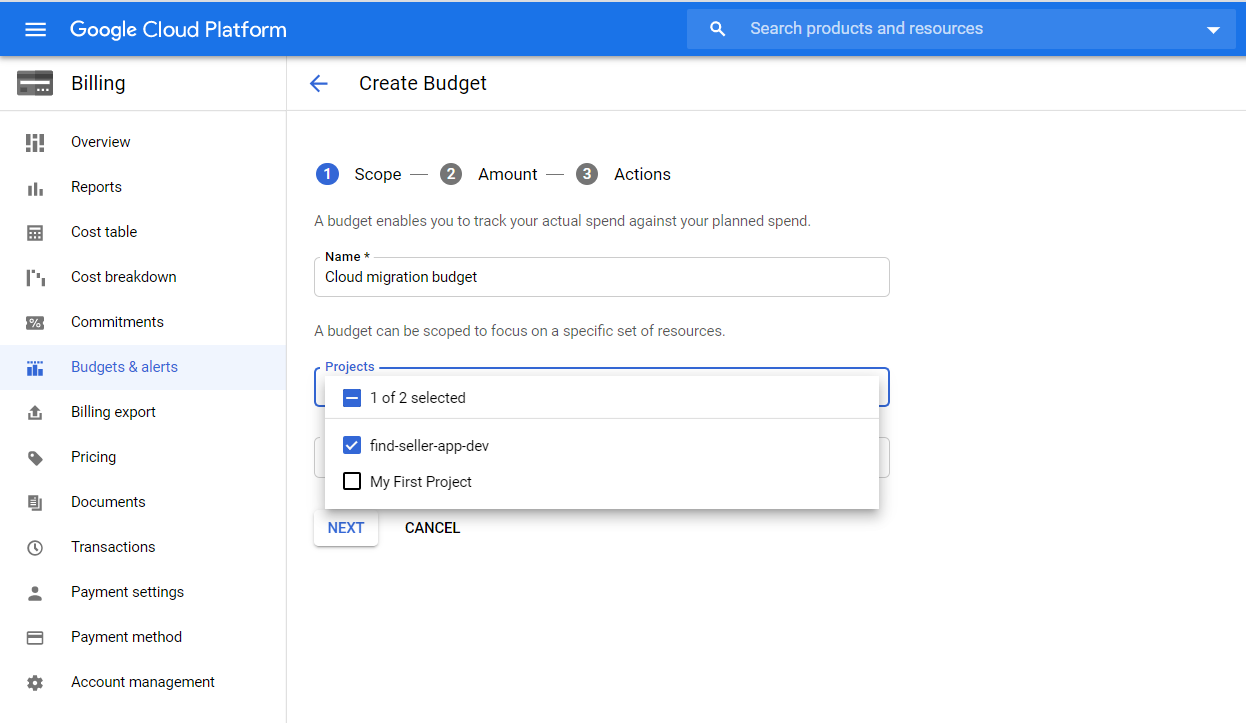 Google Cloud Platform
Search products and resources
Billing
Create Budget
Overview
Reports
Cost table
Cost breakdown
Commitments
Budgets & alerts
Billing export
Pricing
Documents
Transactions
Payment settings
Payment method
Account management
1 Scope — 2 Amount — 3 Actions
A budget enables you to track your actual spend against your planned spend.
Name *
Cloud migration budget
A budget can be scoped to focus on a specific set of resources.
Projects
1 of 2 selected
find-seller-app-dev
My First Project
NEXT CANCEL